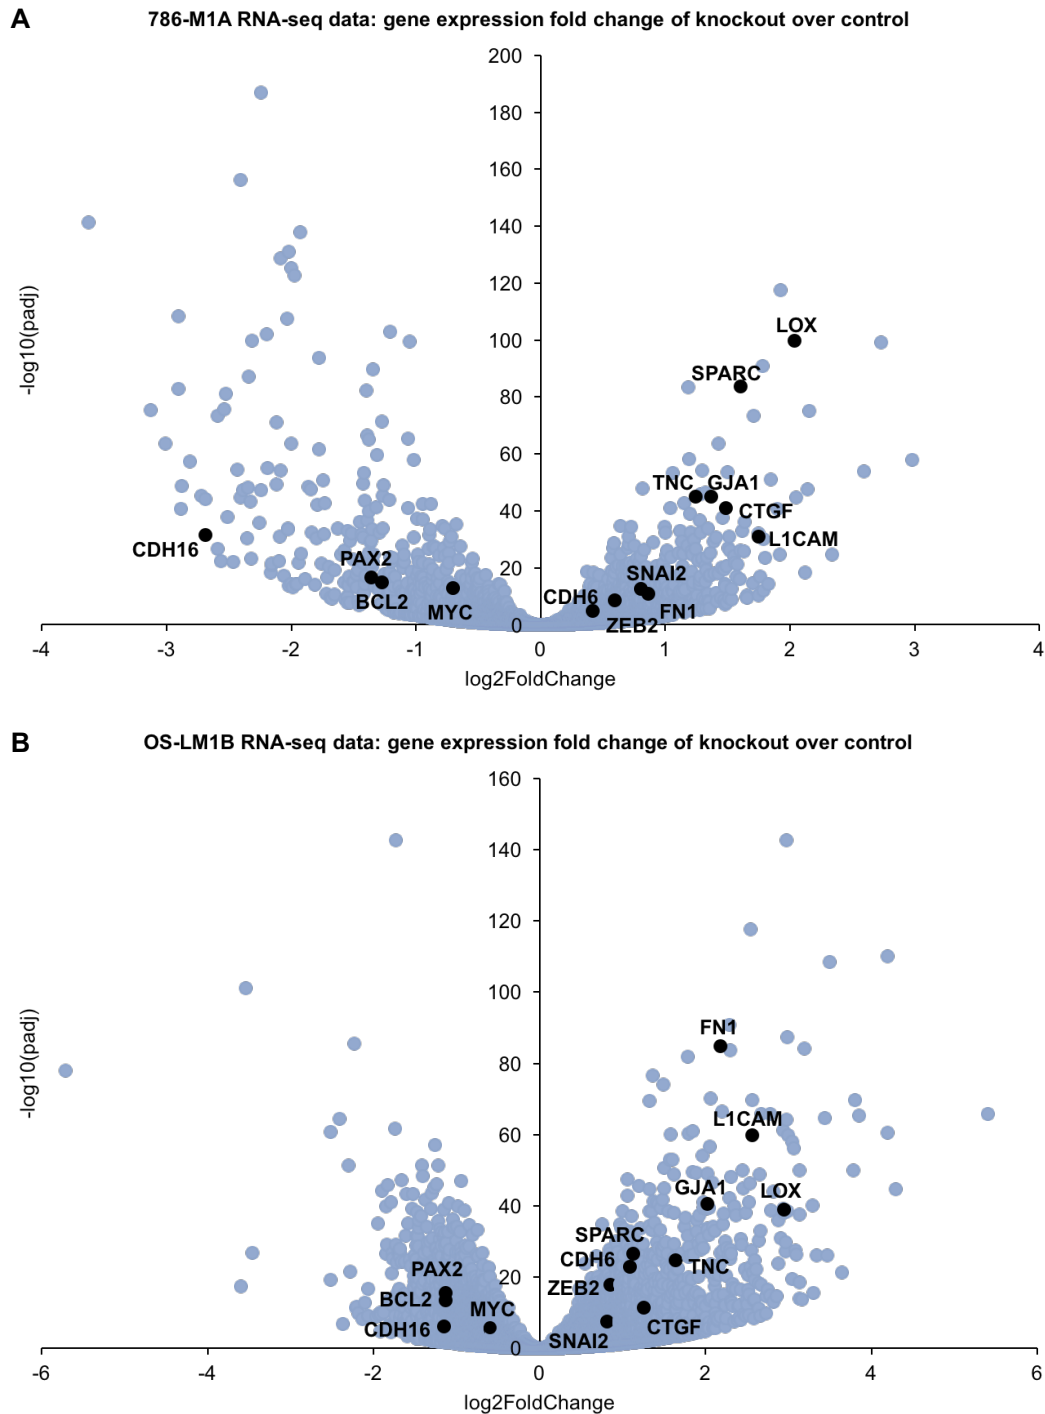 A
786-M1A RNA-seq data: gene expression fold change of knockout over control
200
180
160
140
120
100
80
60
40
20
0
-log10(padj)
LOX
SPARC
TNC GJA1
CTGF
L1CAM
CDH16
PAX2
BCL2
MYC
SNAI2
CDH6
FN1
ZEB2
-4 -3 -2 -1 0 1 2 3 4
log2FoldChange
B
OS-LM1B RNA-seq data: gene expression fold change of knockout over control
160
140
120
100
80
60
40
20
0
-log10(padj)
FN1
L1CAM
GJA1 LOX
SPARC
CDH6
TNC
ZEB2
PAX2
BCL2
MYC
CDH16
CTGF
SNAI2
-6 -4 -2 0 2 4 6
log2FoldChange